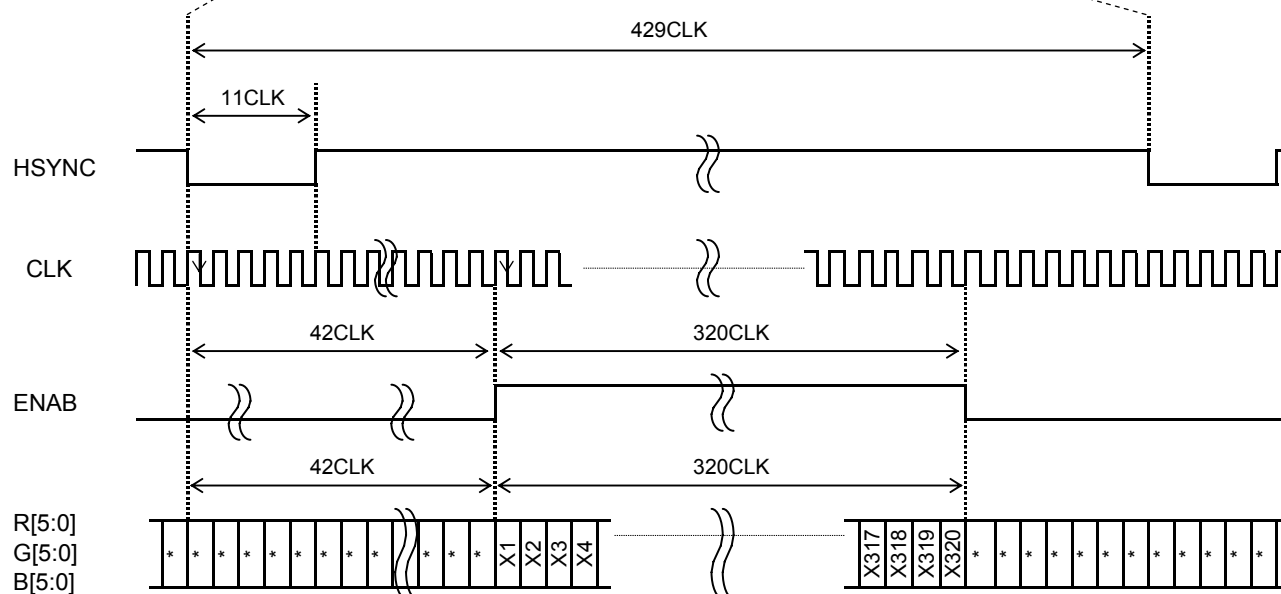 429CLK
11CLK
HSYNC
CLK
42CLK 320CLK
ENAB
42CLK 320CLK
R[5:0]
G[5:0] * * * * * * * * * * * * X1 X2 X3 X4 X317 X318 X319 X320 * * * * * * * * * * * *
B[5:0]